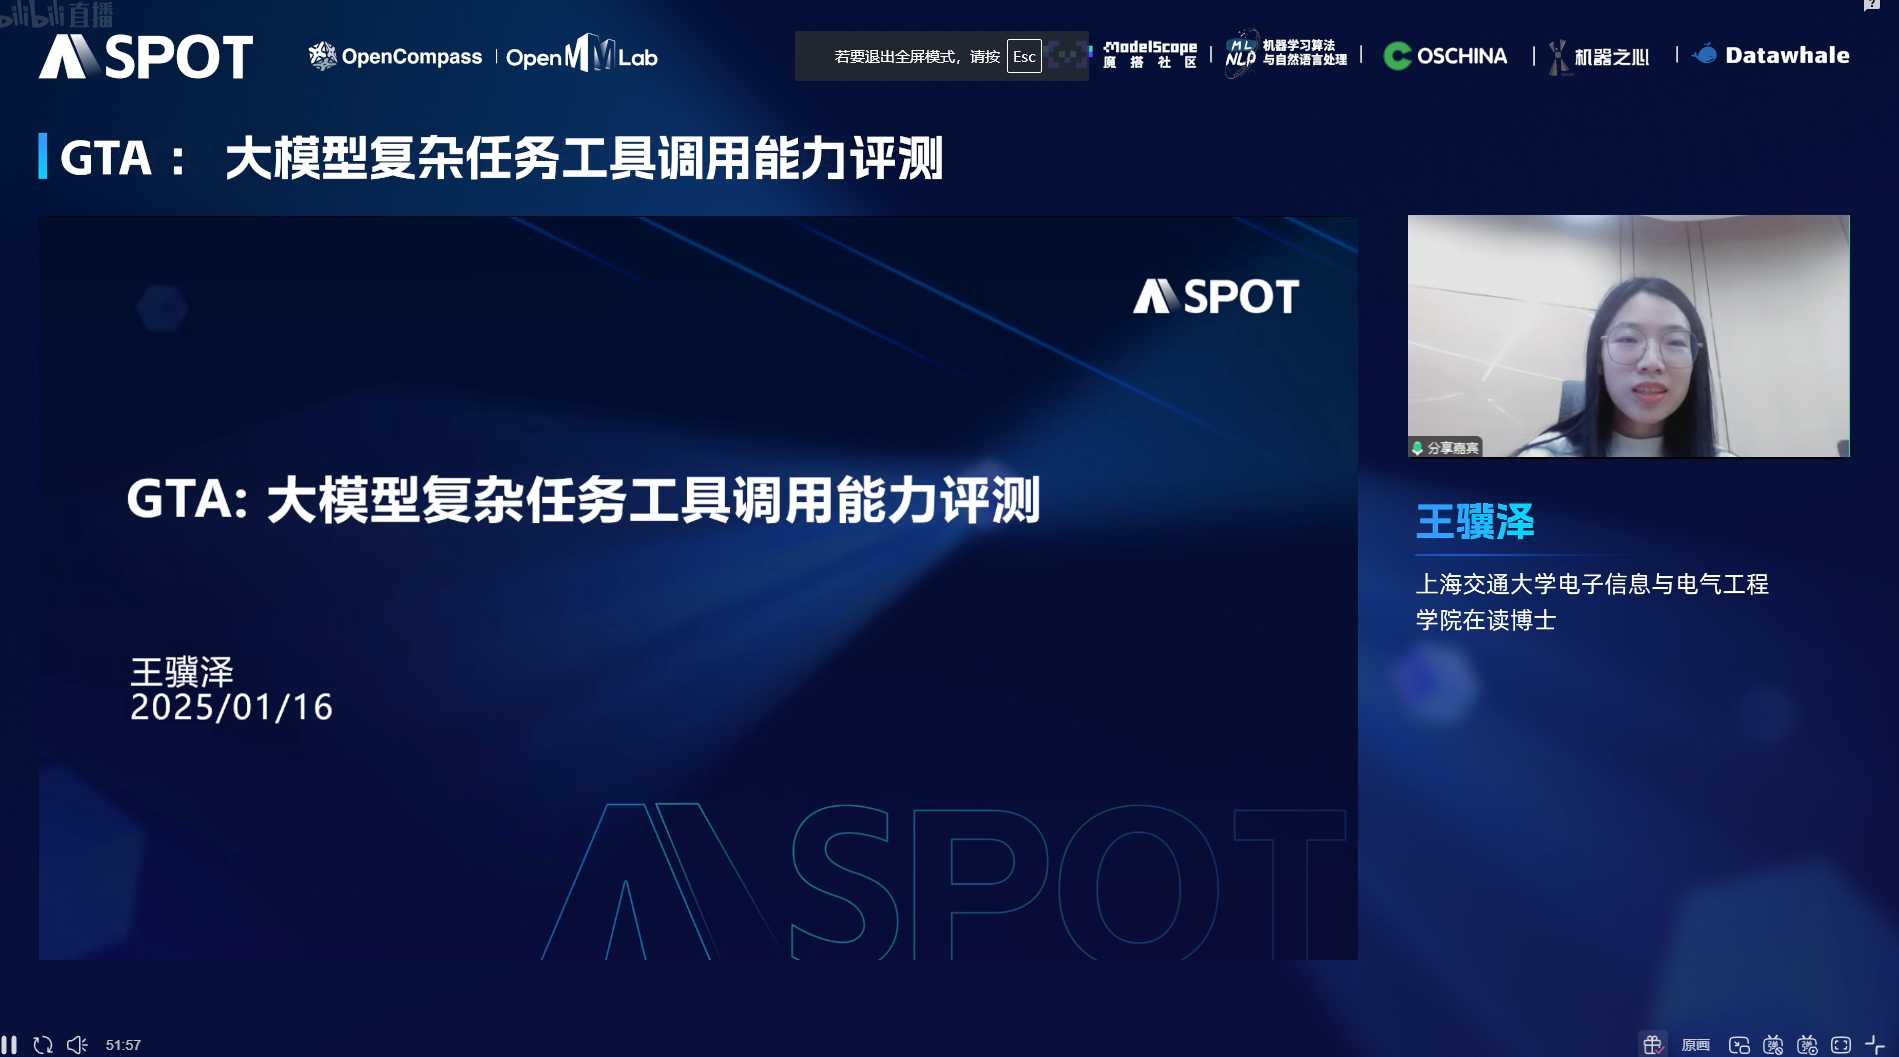 bilibili直播
SPOT
OpenCompass | OpenMMLab
若要退出全屏模式，请按 Esc
ModelScope
魔搭社区
ML
NLP
机器学习算法
与自然语言处理
OSCHINA
机器之心
Datawhale
GTA ： 大模型复杂任务工具调用能力评测
SPOT
GTA: 大模型复杂任务工具调用能力评测
王骥泽
2025/01/16
SPOT
分享嘉宾
王骥泽
上海交通大学电子信息与电气工程
学院在读博士
51:57
原画